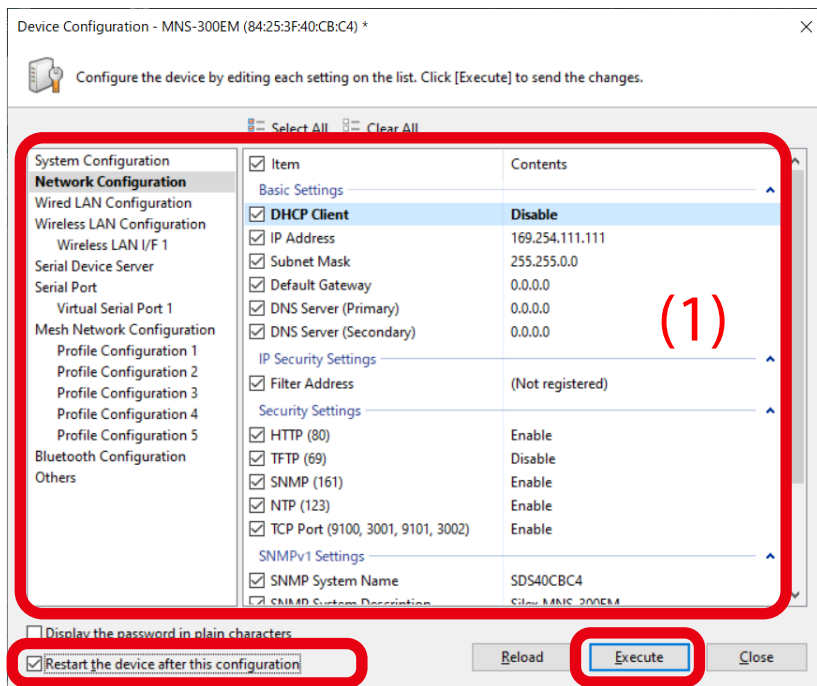 Device Configuration - MNS-300EM (84:25:3F:40:CB:C4) *
Configure the device by editing each setting on the list. Click [Execute] to send the changes.
Select All Clear All
System Configuration
Network Configuration
Wired LAN Configuration
Wireless LAN Configuration
Wireless LAN I/F 1
Serial Device Server
Serial Port
Virtual Serial Port 1
Mesh Network Configuration
Profile Configuration 1
Profile Configuration 2
Profile Configuration 3
Profile Configuration 4
Profile Configuration 5
Bluetooth Configuration
Others
Item Contents
Basic Settings
DHCP Client Disable
IP Address 169.254.111.111
Subnet Mask 255.255.0.0
Default Gateway 0.0.0.0
DNS Server (Primary) 0.0.0.0
DNS Server (Secondary) 0.0.0.0
(1)
IP Security Settings
Filter Address (Not registered)
Security Settings
HTTP (80) Enable
TFTP (69) Disable
SNMP (161) Enable
NTP (123) Enable
TCP Port (9100, 3001, 9101, 3002) Enable
SNMPv1 Settings
SNMP System Name SDS40CBC4
SNMP System Description Silex MNS-300EM
Display the password in plain characters
Restart the device after this configuration
Reload Execute Close